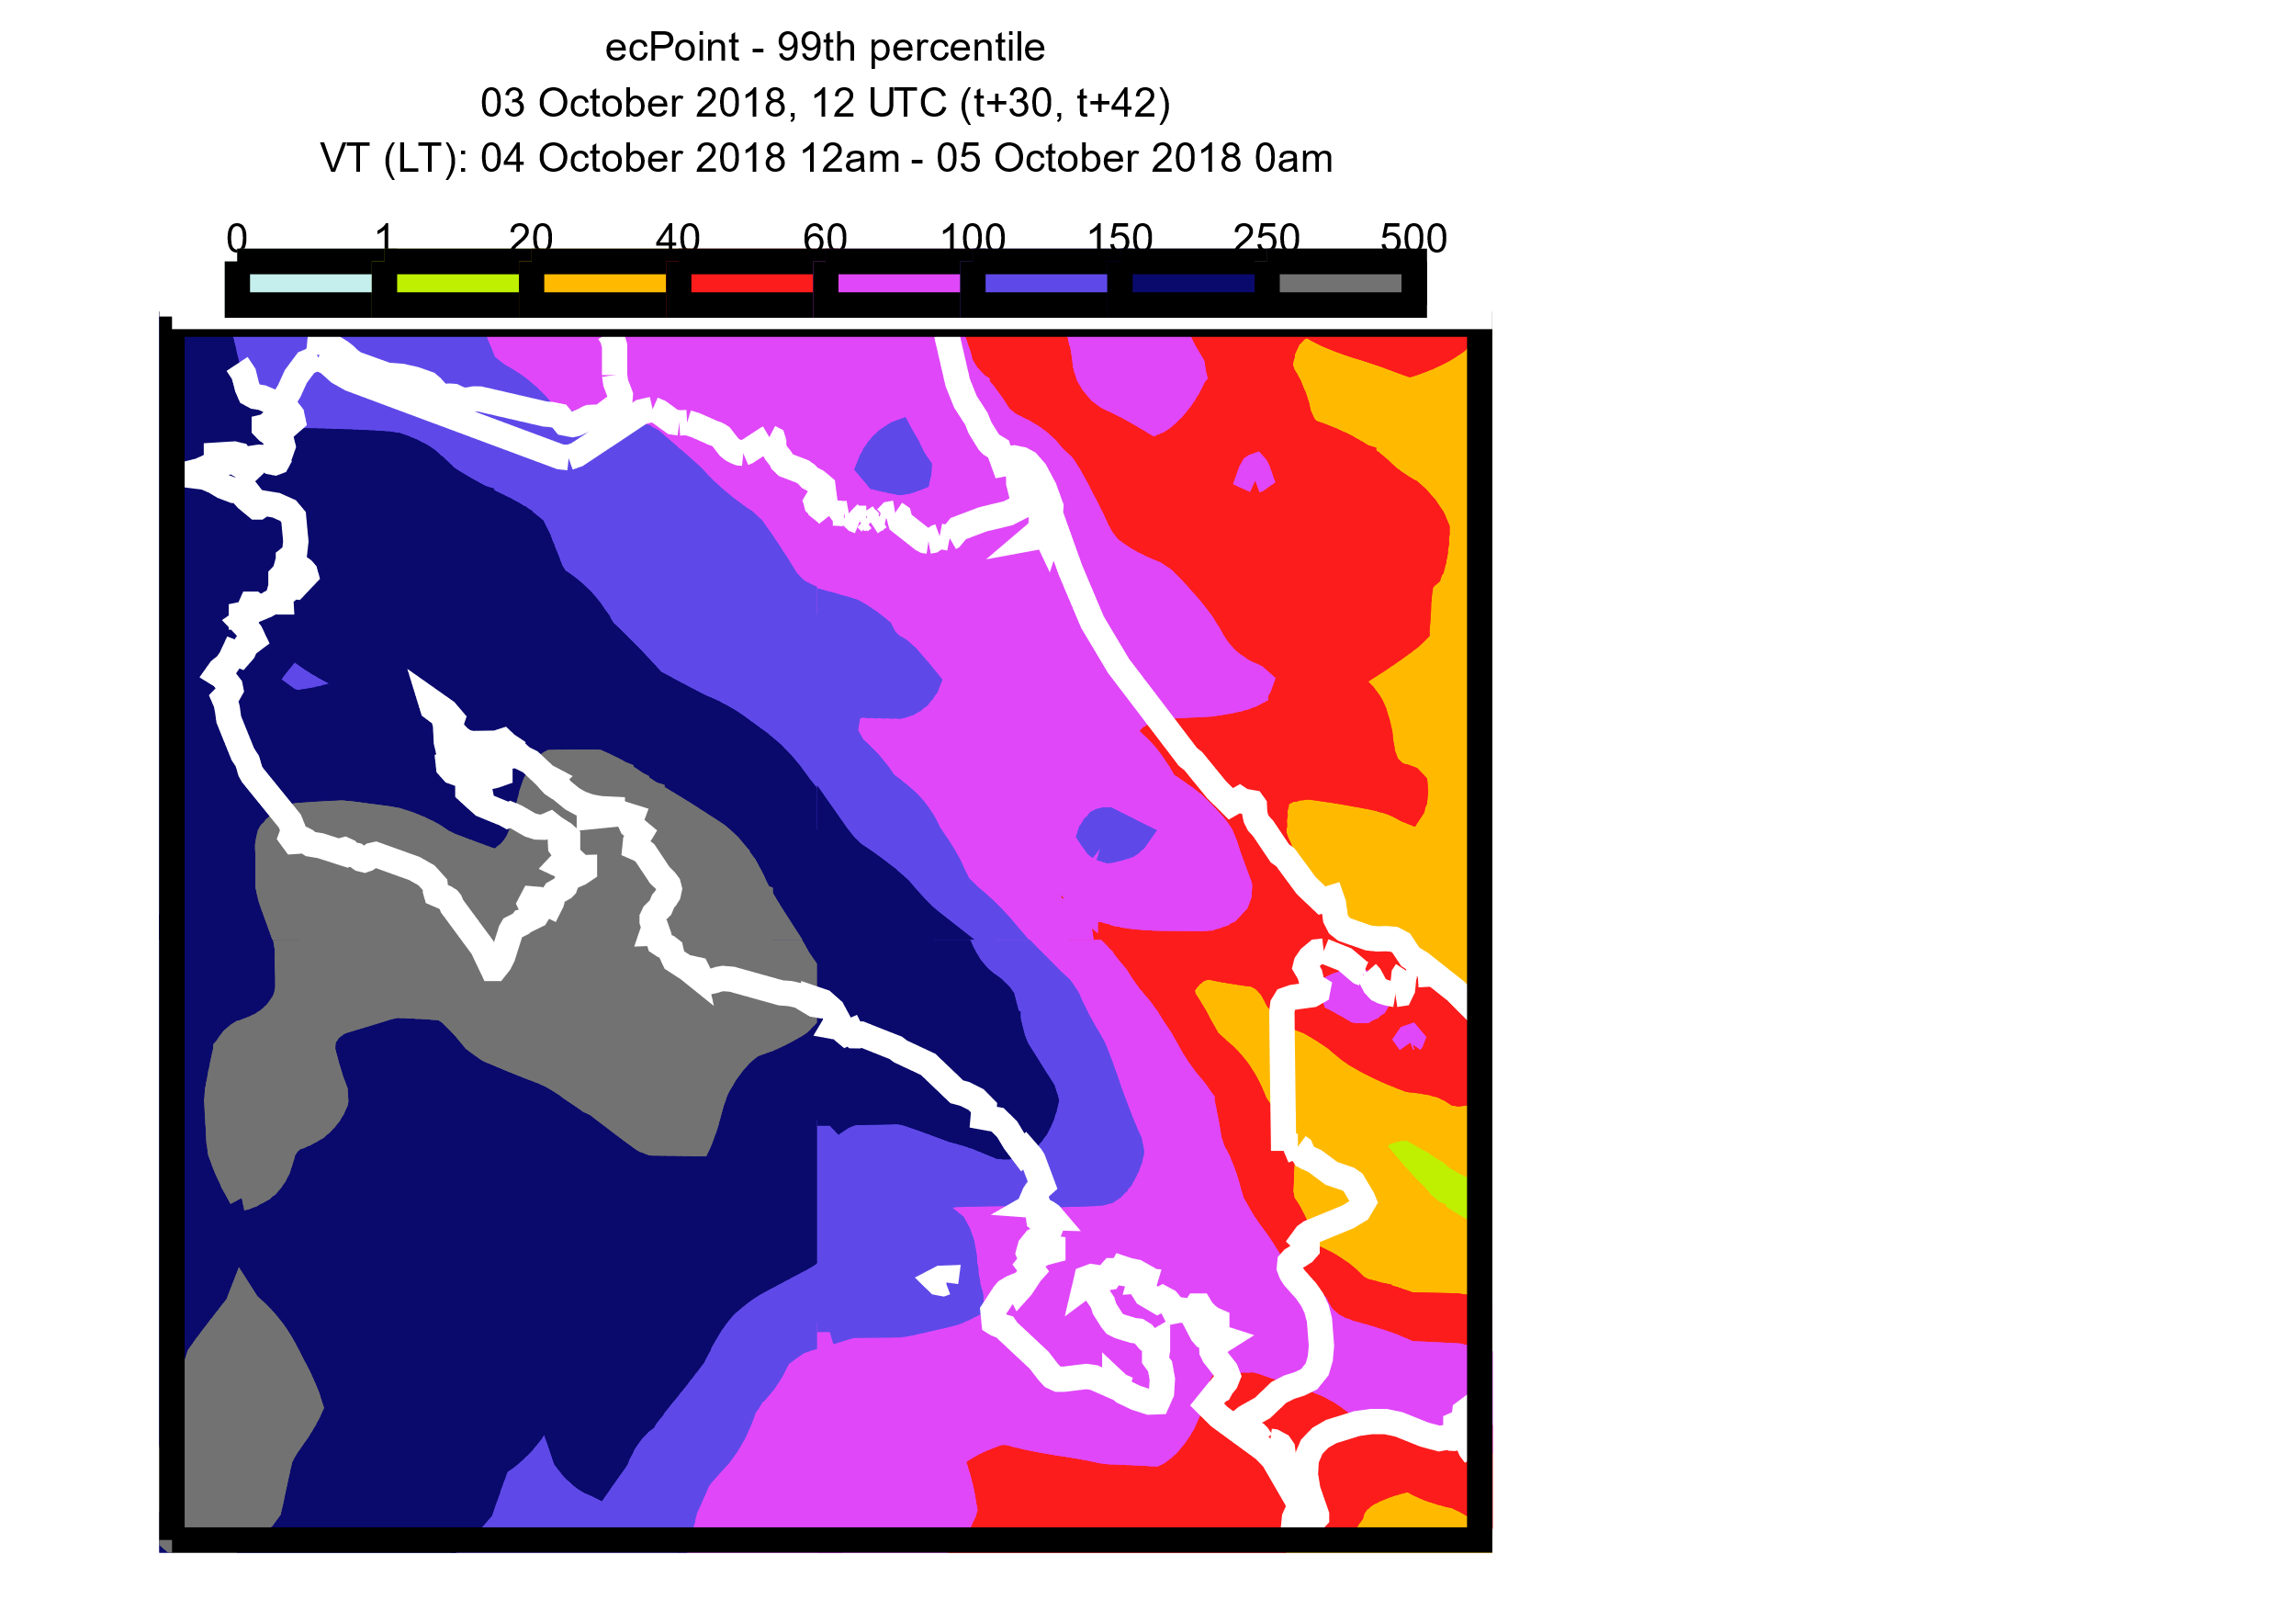 ecPoint - 99th percentile
03 October 2018, 12 UTC (t+30, t+42)
VT (LT): 04 October 2018 12am - 05 October 2018 0am
0 1 20 40 60 100 150 250 500